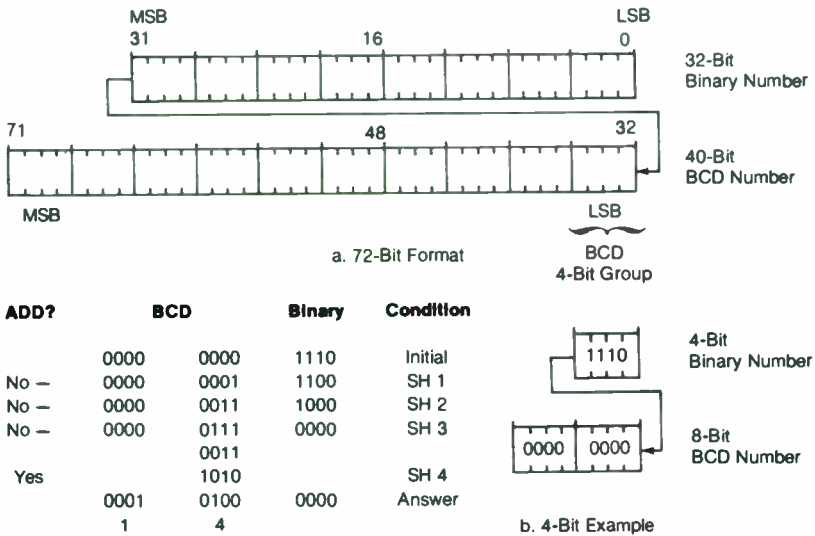 MSB LSB
31 16 0
32-Bit
Binary Number
71 48 32
40-Bit
BCD Number
MSB LSB
a. 72-Bit Format
BCD
4-Bit Group
ADD? BCD Binary Condition
0000 0000 1110 Initial
No – 0000 0001 1100 SH 1
No – 0000 0011 1000 SH 2
No – 0000 0111 0000 SH 3
0011
Yes 1010 SH 4
0001 0100 0000 Answer
1 4
4-Bit
Binary Number
1110
8-Bit
BCD Number
0000 0000
b. 4-Bit Example